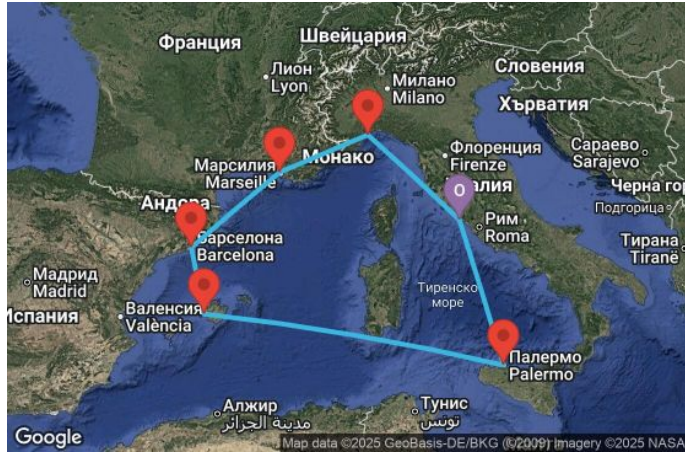 Франция
Швейцария
Лион
Lyon
Милано
Milano
Словения
Хърватия
Марсилия
Marseille
Монако
Флоренция
Firenze
Сараево
Sarajevo
Андора
O
Черна гор
Подгорица
Рим
Roma
Барселона
Barcelona
Тирана
Tiranë
Мадрид
Madrid
Валенсия
València
Тиренско
море
Палермо
Palermo
Алжир
مدينة الجزائر
Тунис
تونس
Google
Map data ©2025 GeoBasis-DE/BKG (©2009) Imagery ©2025 NASA